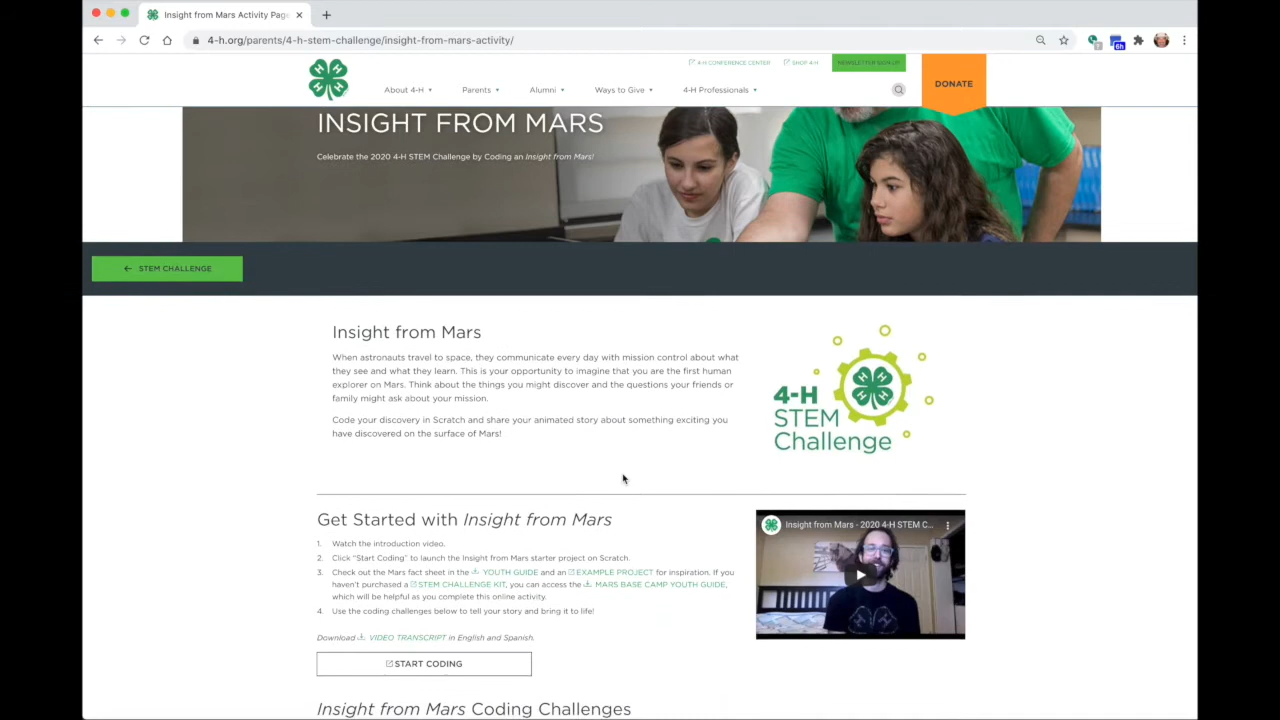 Insight from Mars Activity Page
4-h.org/parents/4-h-stem-challenge/insight-from-mars-activity/
6h
4-H CONFERENCE CENTER
SHOP 4-H
NEWSLETTER SIGN UP
DONATE
About 4-H
Parents
Alumni
Ways to Give
4-H Professionals
INSIGHT FROM MARS
Celebrate the 2020 4-H STEM Challenge by Coding an Insight from Mars!
STEM CHALLENGE
Insight from Mars
When astronauts travel to space, they communicate every day with mission control about what
they see and what they learn. This is your opportunity to imagine that you are the first human
explorer on Mars. Think about the things you might discover and the questions your friends or
family might ask about your mission.
Code your discovery in Scratch and share your animated story about something exciting you
have discovered on the surface of Mars!
4-H
STEM
Challenge
Get Started with Insight from Mars
1. Watch the introduction video.
2. Click "Start Coding" to launch the Insight from Mars starter project on Scratch.
3. Check out the Mars fact sheet in the YOUTH GUIDE and an EXAMPLE PROJECT for inspiration. If you
haven't purchased a STEM CHALLENGE KIT, you can access the MARS BASE CAMP YOUTH GUIDE,
which will be helpful as you complete this online activity.
4. Use the coding challenges below to tell your story and bring it to life!
Insight from Mars - 2020 4-H STEM C...
Download VIDEO TRANSCRIPT in English and Spanish.
START CODING
Insight from Mars Coding Challenges